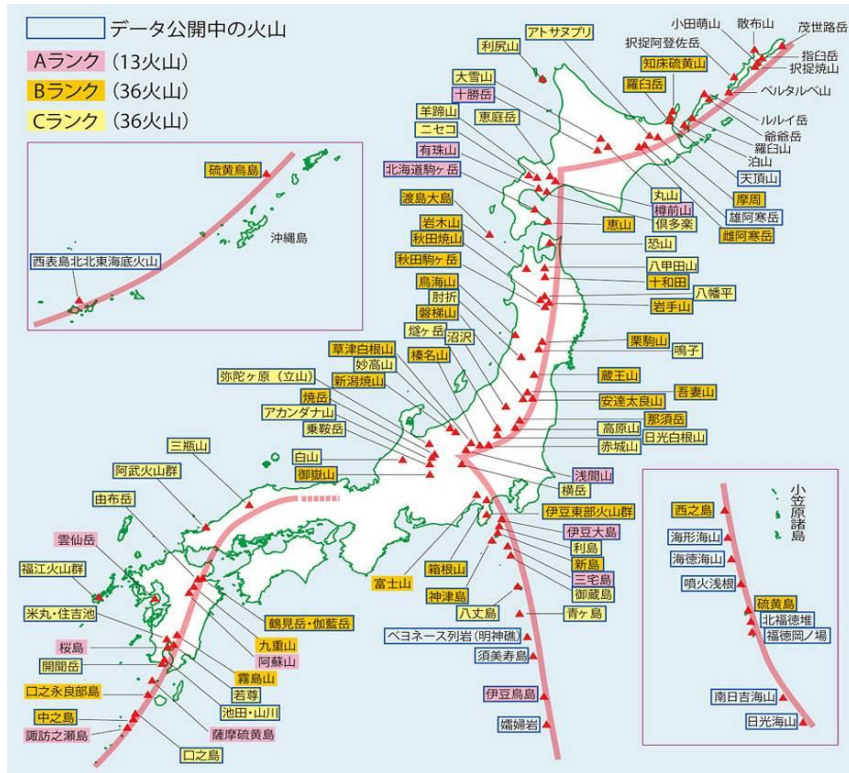 データ公開中の火山
Aランク (13火山)
Bランク (36火山)
Cランク (36火山)
硫黄鳥島
沖縄島
西表島北北東海底火山
アトサヌプリ
利尻山
大雪山
十勝岳
羊蹄山
恵庭岳
ニセコ
有珠山
北海道駒ヶ岳
渡島大島
岩木山
秋田焼山
秋田駒ヶ岳
鳥海山
肘折
磐梯山
燧ヶ岳
沼沢
草津白根山
榛名山
妙高山
新潟焼山
弥陀ヶ原（立山）
焼岳
アカンダナ山
乗鞍岳
白山
御嶽山
小田萌山
散布山
茂世路岳
択捉阿登佐岳
指臼岳
知床硫黄山
択捉焼山
羅臼岳
ベルタルベ山
ルルイ岳
爺爺岳
羅臼山
泊山
天頂山
摩周
雄阿寒岳
雌阿寒岳
丸山
樽前山
倶多楽
恵山
恐山
八甲田山
十和田
八幡平
岩手山
栗駒山
鳴子
蔵王山
吾妻山
安達太良山
那須岳
高原山
日光白根山
赤城山
浅間山
横岳
伊豆東部火山群
伊豆大島
利島
新島
三宅島
御蔵島
富士山
箱根山
神津島
八丈島
青ヶ島
ベヨネース列岩（明神礁）
須美寿島
伊豆鳥島
孀婦岩
三瓶山
阿武火山群
由布岳
雲仙岳
福江火山群
米丸・住吉池
桜島
開聞岳
口之永良部島
中之島
諏訪之瀬島
鶴見岳・伽藍岳
九重山
阿蘇山
霧島山
若尊
池田・山川
薩摩硫黄島
口之島
小笠原諸島
西之島
海形海山
海徳海山
噴火浅根
硫黄島
北福徳堆
福徳岡ノ場
南日吉海山
日光海山